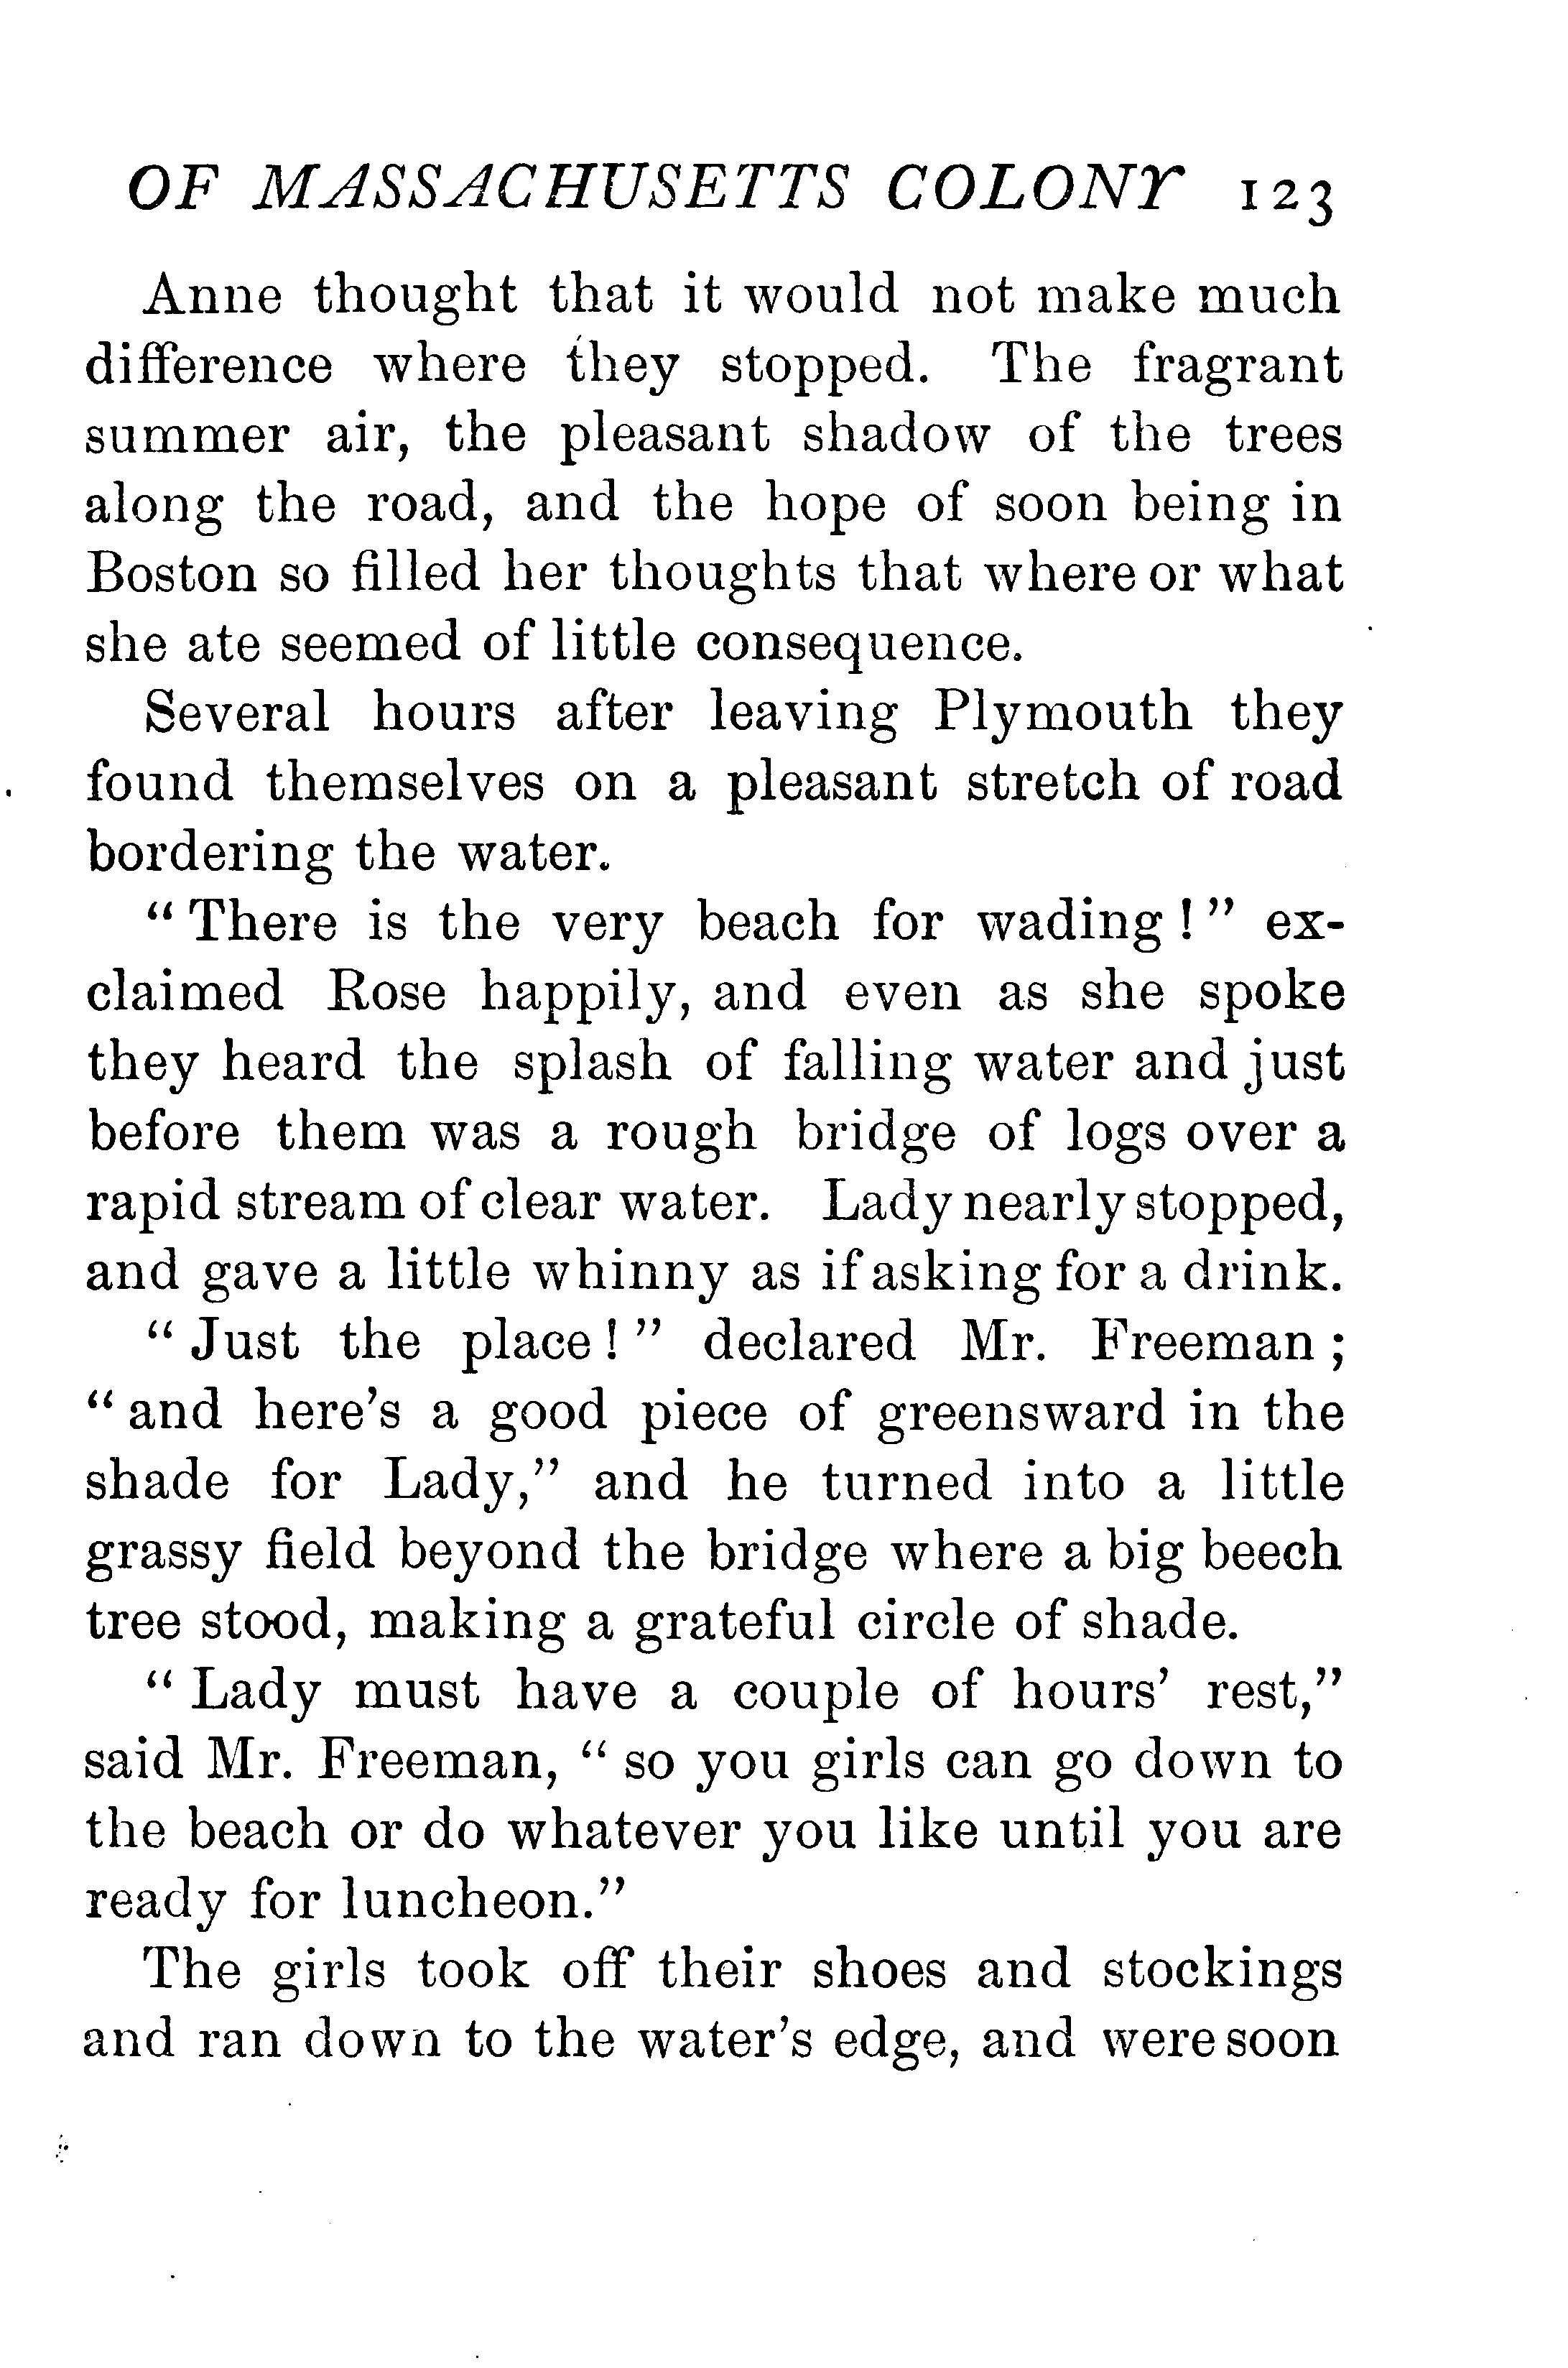 OF MASSACHUSETTS COLONY 123
Anne thought that it would not make much
difference where they stopped. The fragrant
summer air, the pleasant shadow of the trees
along the road, and the hope of soon being in
Boston so filled her thoughts that where or what
she ate seemed of little consequence.
Several hours after leaving Plymouth they
found themselves on a pleasant stretch of road
bordering the water.
“There is the very beach for wading!” ex-
claimed Rose happily, and even as she spoke
they heard the splash of falling water and just
before them was a rough bridge of logs over a
rapid stream of clear water. Lady nearly stopped,
and gave a little whinny as if asking for a drink.
“Just the place!” declared Mr. Freeman;
“and here's a good piece of greensward in the
shade for Lady,” and he turned into a little
grassy field beyond the bridge where a big beech
tree stood, making a grateful circle of shade.
“Lady must have a couple of hours' rest,”
said Mr. Freeman, “so you girls can go down to
the beach or do whatever you like until you are
ready for luncheon.”
The girls took off their shoes and stockings
and ran down to the water's edge, and were soon